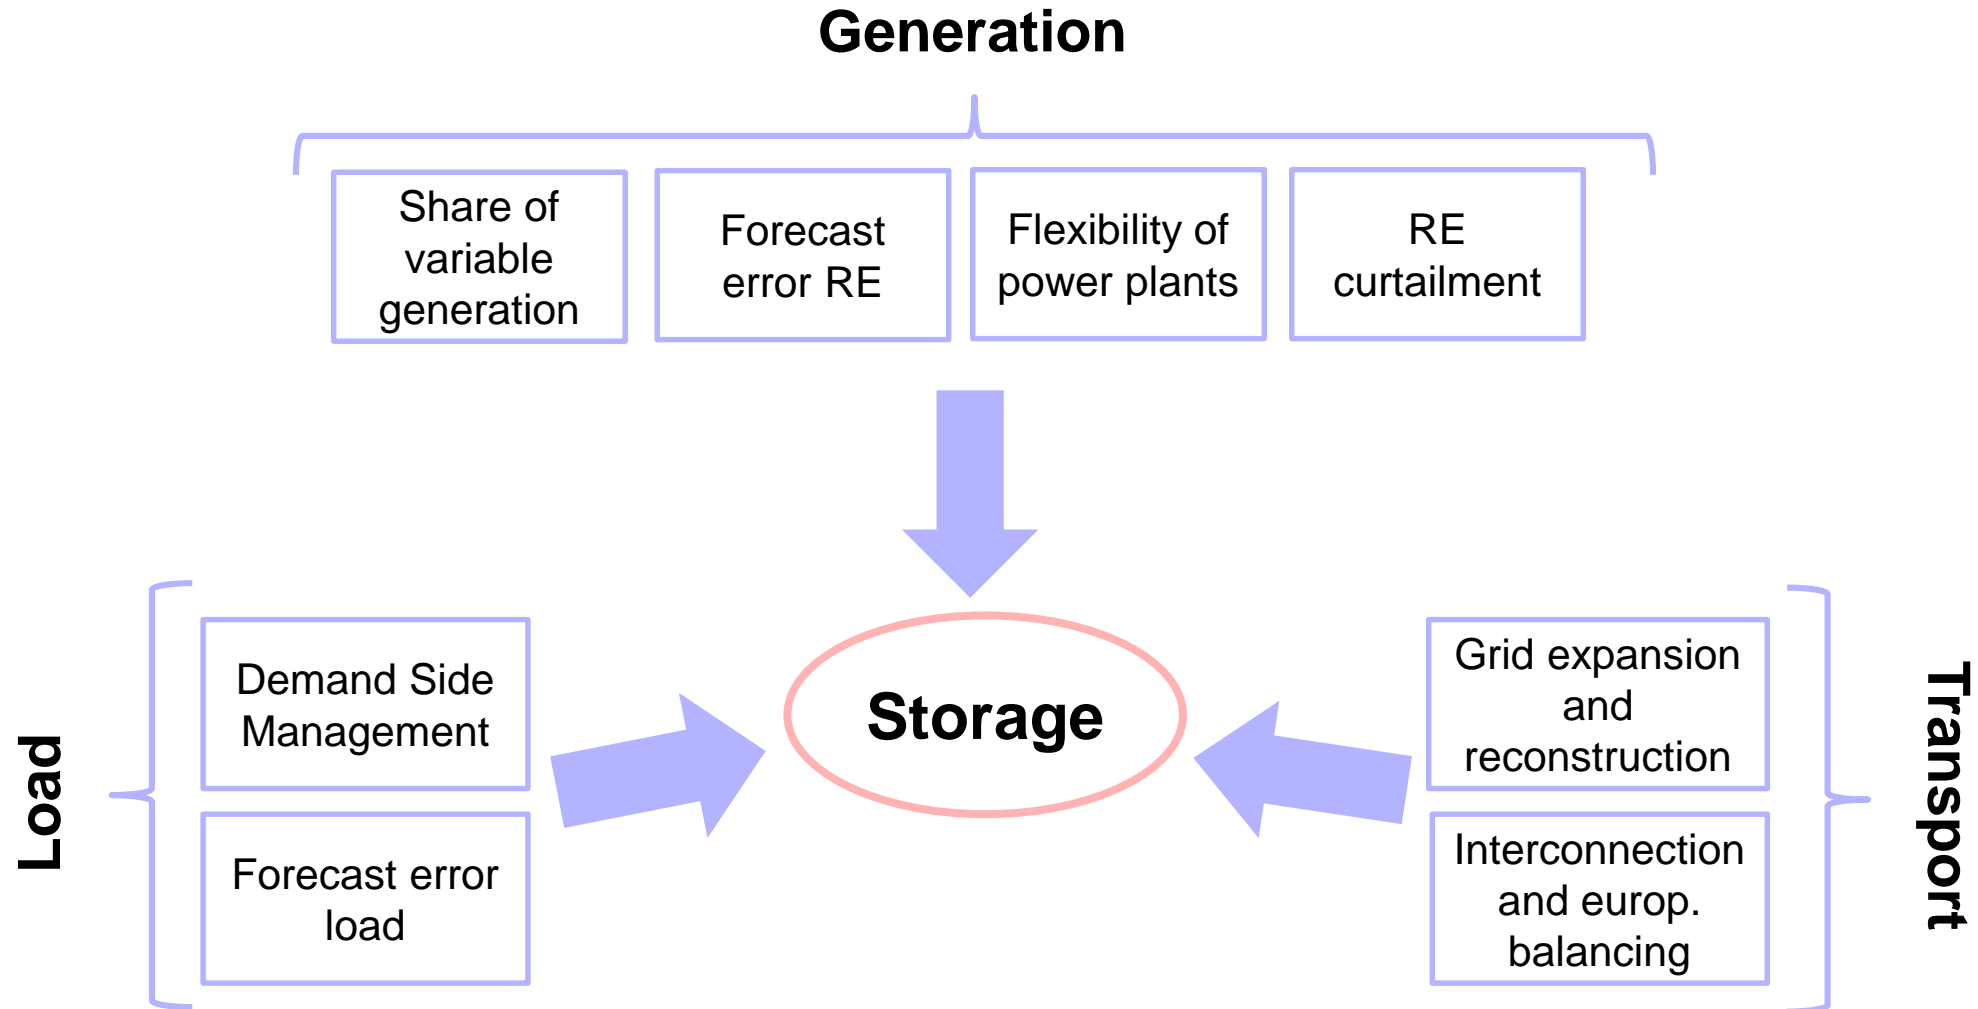 Generation
Share of
variable
generation
Forecast
error RE
Flexibility of
power plants
RE
curtailment
Load
Demand Side
Management
Forecast error
load
Storage
Grid expansion
and
reconstruction
Interconnection
and europ.
balancing
Transport